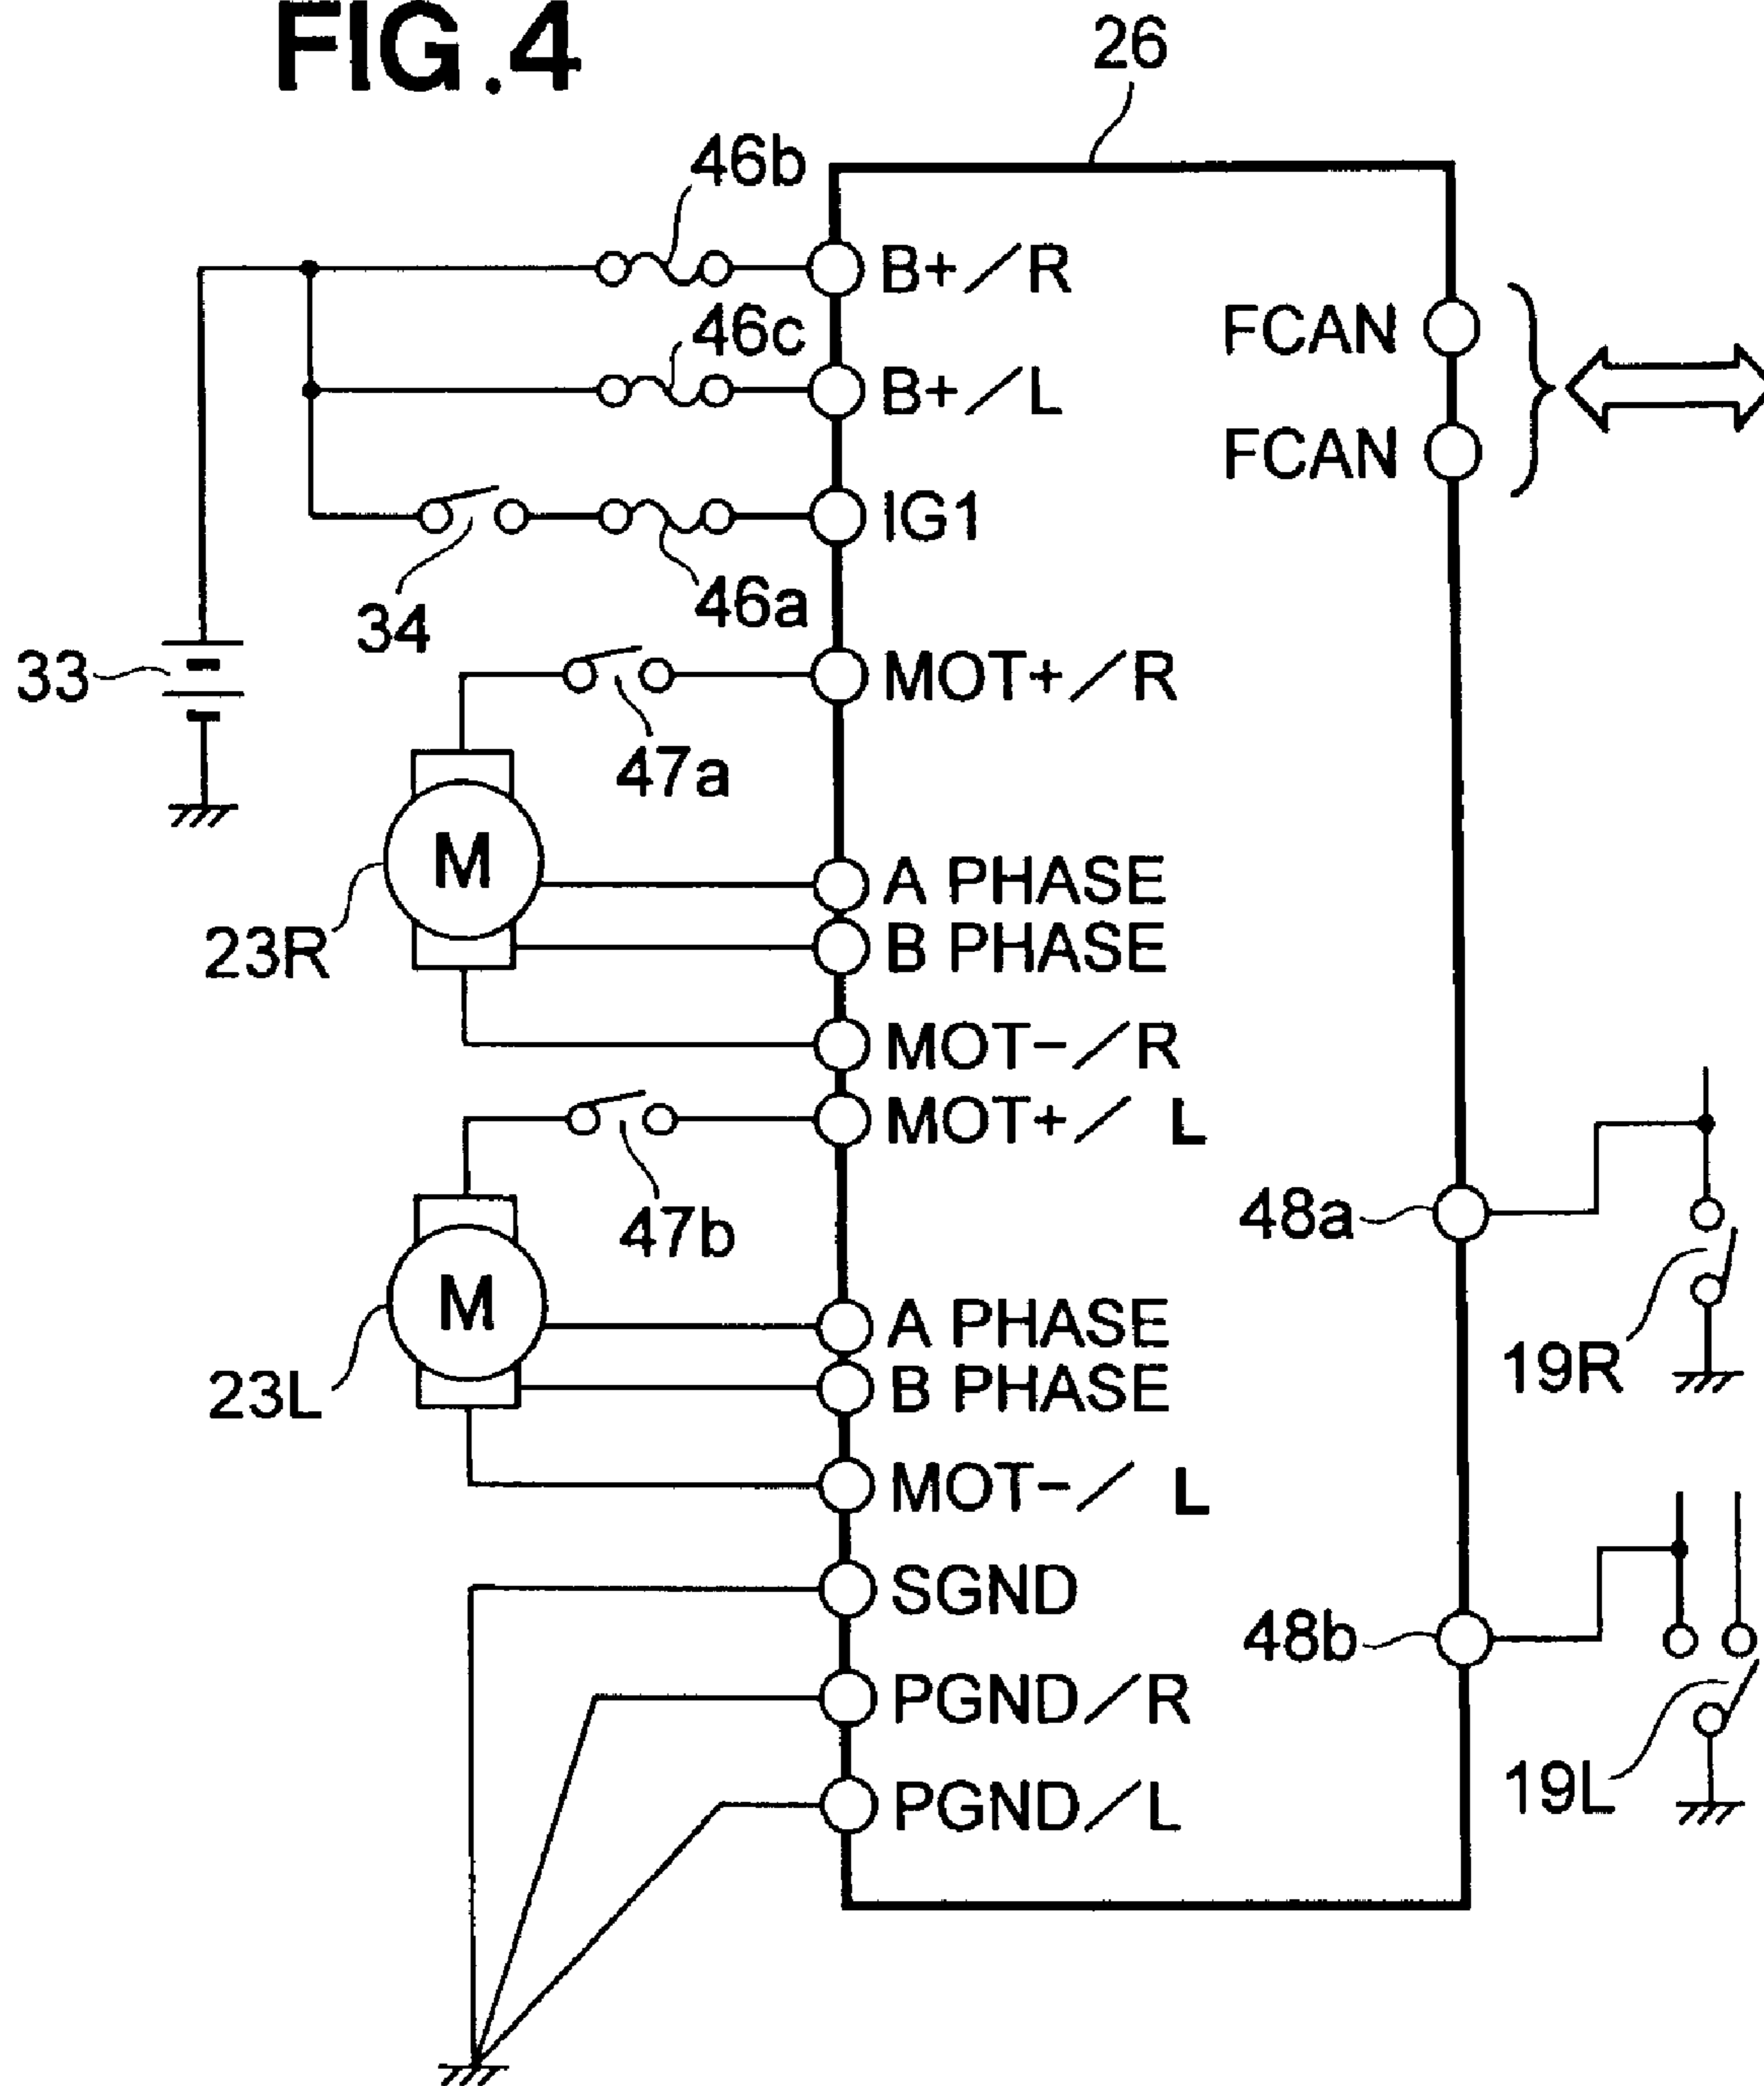 FIG.4
26
46b
B+/R
46c
FCAN
B+/L
FCAN
IG1
46a
34
33
MOT+/R
47a
M
A PHASE
23R
B PHASE
MOT-/R
MOT+/ L
48a
47b
M
A PHASE
19R
23L
B PHASE
MOT-/ L
SGND
48b
PGND/R
19L
PGND/L